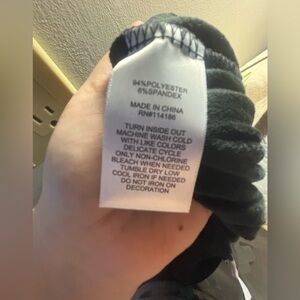 94%POLYESTER
6%SPANDEX
MADE IN CHINA
RN#114186
TURN INSIDE OUT
MACHINE WASH COLD
WITH LIKE COLORS
DELICATE CYCLE
ONLY NON-CHLORINE
BLEACH WHEN NEEDED
TUMBLE DRY LOW
COOL IRON IF NEEDED
DO NOT IRON ON
DECORATION